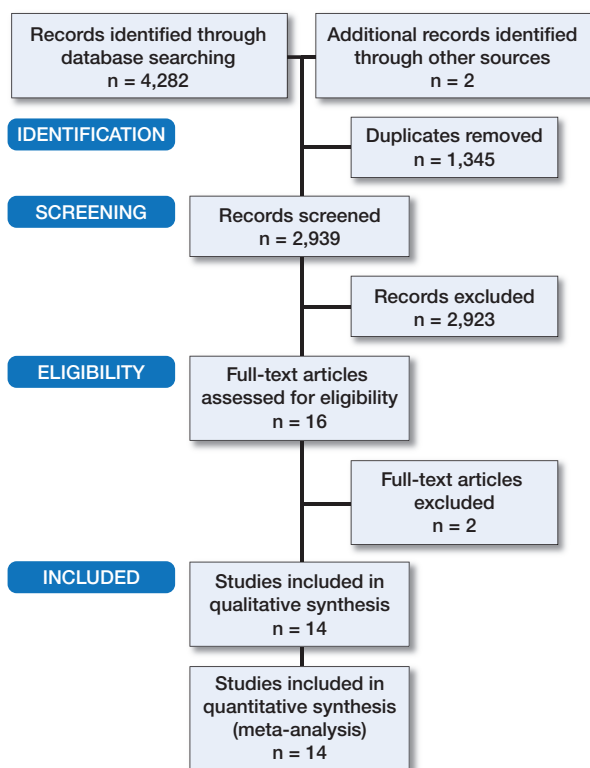 Records identified through
database searching
n = 4,282
Additional records identified
through other sources
n = 2
IDENTIFICATION
Duplicates removed
n = 1,345
SCREENING
Records screened
n = 2,939
Records excluded
n = 2,923
ELIGIBILITY
Full-text articles
assessed for eligibility
n = 16
Full-text articles
excluded
n = 2
INCLUDED
Studies included in
qualitative synthesis
n = 14
Studies included in
quantitative synthesis
(meta-analysis)
n = 14